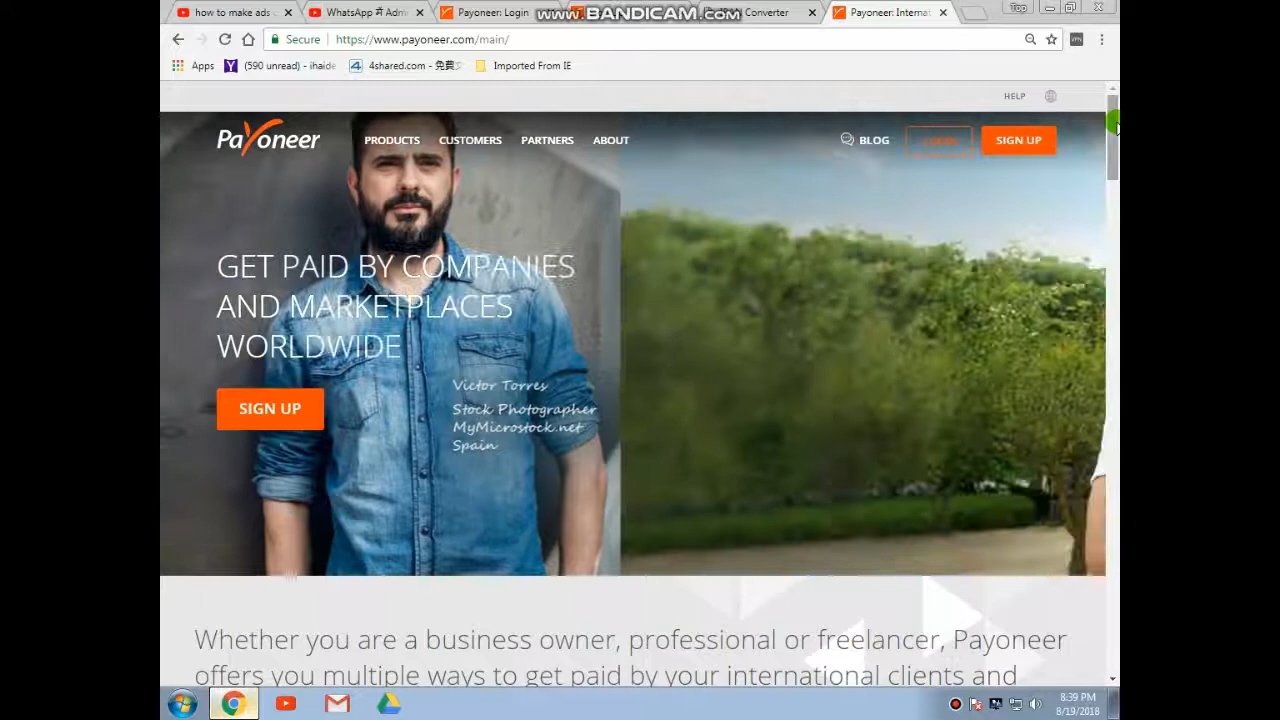 how to make ads
WhatsApp
Payoneer: Login
www.BANDICAM.com
Converter
Payoneer: Internat
Top
Secure
https://www.payoneer.com/main/
Apps
(590 unread) - ihaide
4shared.com - 免費
Imported From IE
HELP
Payoneer
PRODUCTS
CUSTOMERS
PARTNERS
ABOUT
BLOG
LOGIN
SIGN UP
GET PAID BY COMPANIES
AND MARKETPLACES
WORLDWIDE
SIGN UP
Victor Torres
Stock Photographer
MyMicrostock.net
Spain
Whether you are a business owner, professional or freelancer, Payoneer
offers you multiple ways to get paid by your international clients and
8:39 PM
8/19/2018